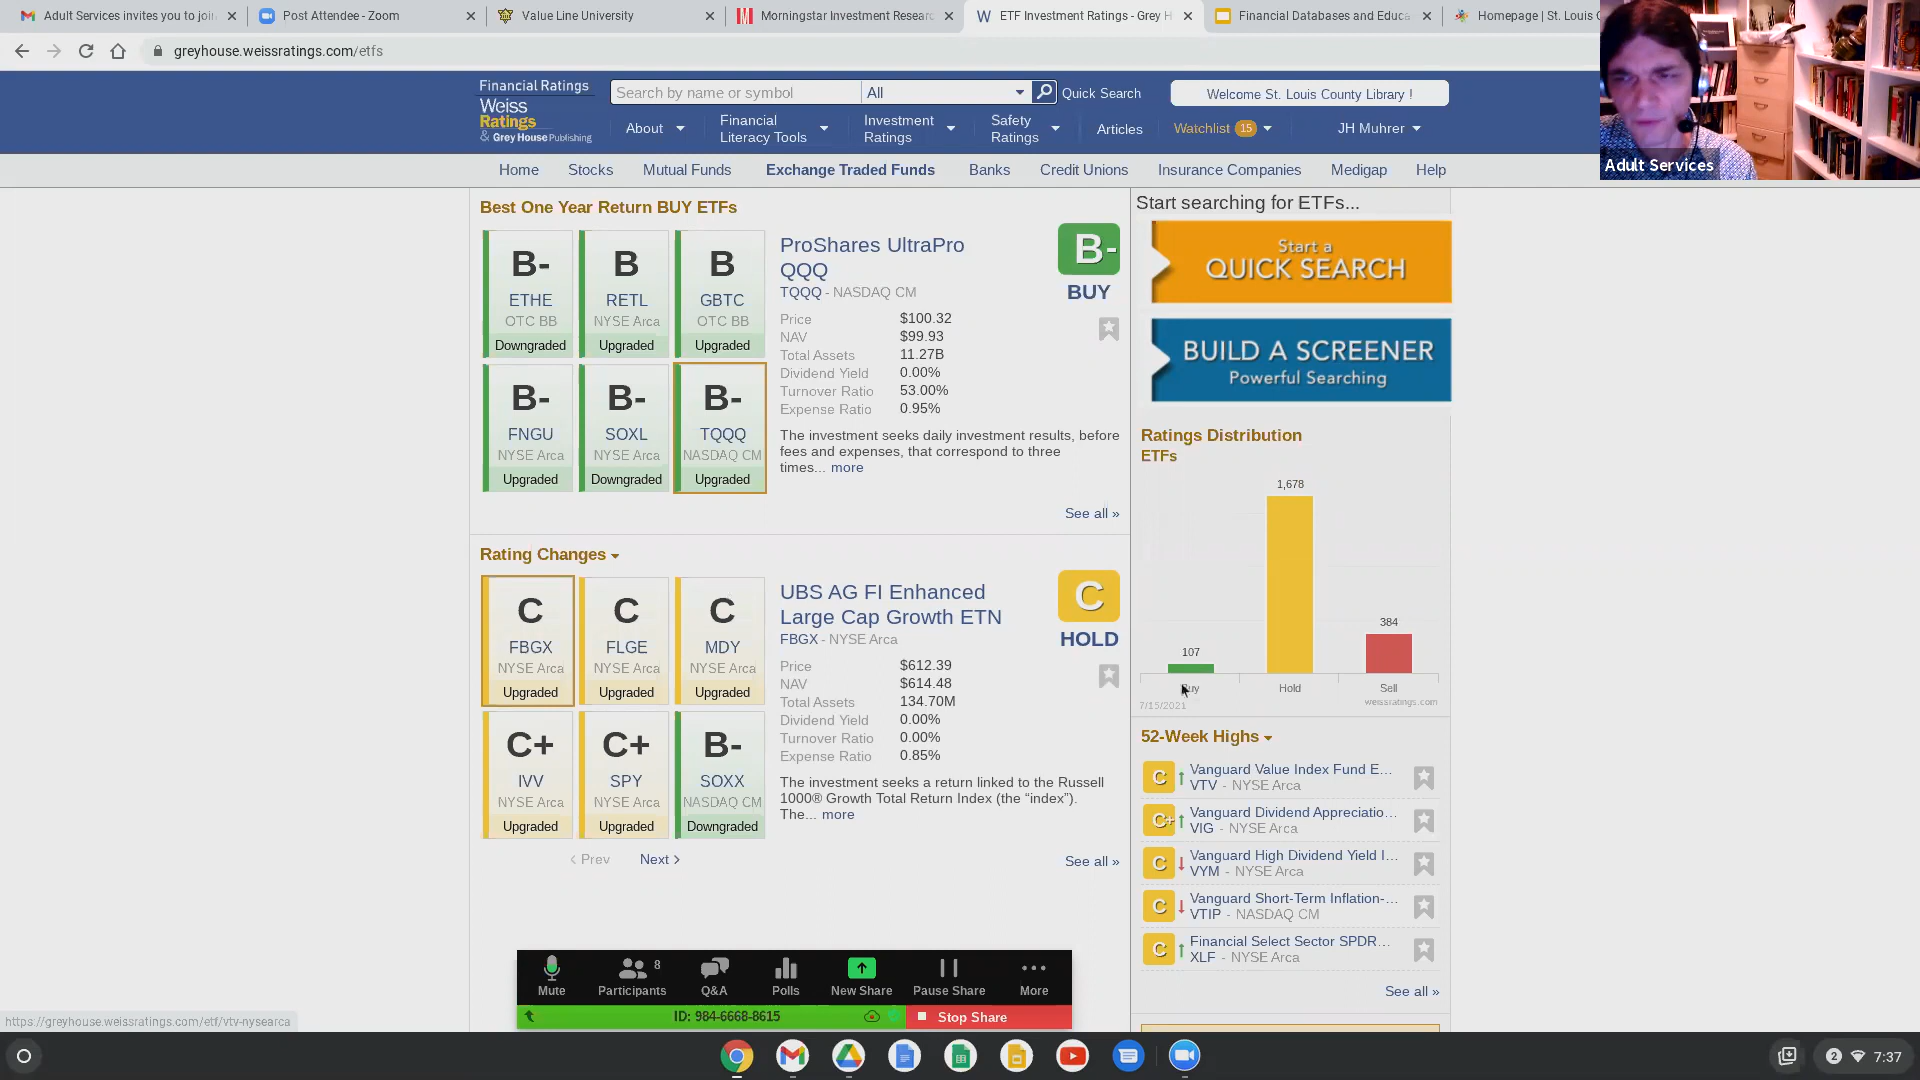 Adult Services invites you to joi
Post Attendee - Zoom
Value Line University
Morningstar Investment Researc
ETF Investment Ratings - Grey H
Financial Databases and Educa
Homepage | St. Louis C
greyhouse.weissratings.com/etfs
Financial Ratings
Weiss
Ratings
& Grey House Publishing
Search by name or symbol
All
Quick Search
Welcome St. Louis County Library !
About
Financial
Literacy Tools
Investment
Ratings
Safety
Ratings
Articles
Watchlist 15
JH Muhrer
Adult Services
Home
Stocks
Mutual Funds
Exchange Traded Funds
Banks
Credit Unions
Insurance Companies
Medigap
Help
Best One Year Return BUY ETFs
B-
ETHE
OTC BB
Downgraded
B
RETL
NYSE Arca
Upgraded
B
GBTC
OTC BB
Upgraded
B-
FNGU
NYSE Arca
Upgraded
B-
SOXL
NYSE Arca
Downgraded
B-
TQQQ
NASDAQ CM
Upgraded
ProShares UltraPro
QQQ
TQQQ - NASDAQ CM
B-
BUY
Price $100.32
NAV $99.93
Total Assets 11.27B
Dividend Yield 0.00%
Turnover Ratio 53.00%
Expense Ratio 0.95%
The investment seeks daily investment results, before
fees and expenses, that correspond to three
times... more
See all »
Rating Changes
C
FBGX
NYSE Arca
Upgraded
C
FLGE
NYSE Arca
Upgraded
C
MDY
NYSE Arca
Upgraded
C+
IVV
NYSE Arca
Upgraded
C+
SPY
NYSE Arca
Upgraded
B-
SOXX
NASDAQ CM
Downgraded
UBS AG FI Enhanced
Large Cap Growth ETN
FBGX - NYSE Arca
C
HOLD
Price $612.39
NAV $614.48
Total Assets 134.70M
Dividend Yield 0.00%
Turnover Ratio 0.00%
Expense Ratio 0.85%
The investment seeks a return linked to the Russell
1000® Growth Total Return Index (the “index”).
The... more
< Prev
Next >
See all »
Start searching for ETFs...
Start a
QUICK SEARCH
BUILD A SCREENER
Powerful Searching
Ratings Distribution
ETFs
1,678
384
107
Buy
Hold
Sell
7/15/2021
weissratings.com
52-Week Highs
C
Vanguard Value Index Fund E...
VTV - NYSE Arca
C+
Vanguard Dividend Appreciatio...
VIG - NYSE Arca
C
Vanguard High Dividend Yield I...
VYM - NYSE Arca
C
Vanguard Short-Term Inflation-...
VTIP - NASDAQ CM
C
Financial Select Sector SPDR...
XLF - NYSE Arca
See all »
8
Mute
Participants
Q&A
Polls
New Share
Pause Share
More
ID: 984-6668-8615
Stop Share
https://greyhouse.weissratings.com/etf/vtv-nysearca
2
7:37